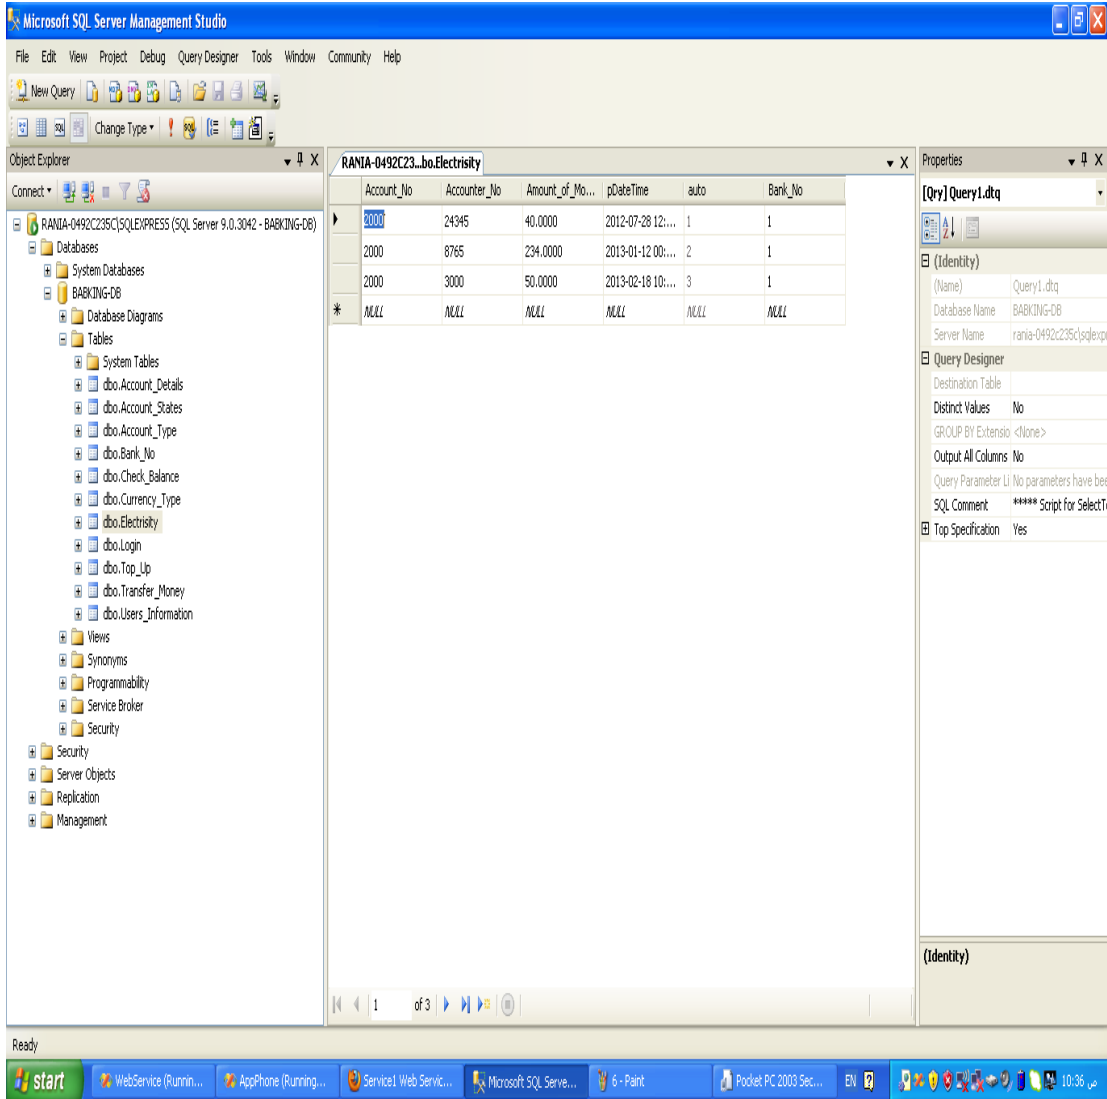 Microsoft SQL Server Management Studio
File Edit View Project Debug Query Designer Tools Window Community Help
New Query
Change Type
Object Explorer
Connect
RANIA-0492C235C\SQLEXPRESS (SQL Server 9.0.3042 - BABKING-DB)
Databases
System Databases
BABKING-DB
Database Diagrams
Tables
System Tables
dbo.Account_Details
dbo.Account_States
dbo.Account_Type
dbo.Bank_No
dbo.Check_Balance
dbo.Currency_Type
dbo.Electrisity
dbo.Login
dbo.Top_Up
dbo.Transfer_Money
dbo.Users_Information
Views
Synonyms
Programmability
Service Broker
Security
Security
Server Objects
Replication
Management
RANIA-0492C23...bo.Electrisity
Account_No Accounter_No Amount_of_Mo... pDateTime auto Bank_No
2000 24345 40.0000 2012-07-28 12:... 1 1
2000 8765 234.0000 2013-01-12 00:... 2 1
2000 3000 50.0000 2013-02-18 10:... 3 1
NULL NULL NULL NULL NULL NULL
1 of 3
Properties
[Qry] Query1.dtq
(Identity)
(Name) Query1.dtq
Database Name BABKING-DB
Server Name rania-0492c235c\sqlexp
Query Designer
Destination Table
Distinct Values No
GROUP BY Extensio <None>
Output All Columns No
Query Parameter Li No parameters have bee
SQL Comment ***** Script for SelectT
Top Specification Yes
(Identity)
Ready
start WebService (Runnin... AppPhone (Running... Service1 Web Servic... Microsoft SQL Serve... 6 - Paint Pocket PC 2003 Sec... EN 10:36 ص